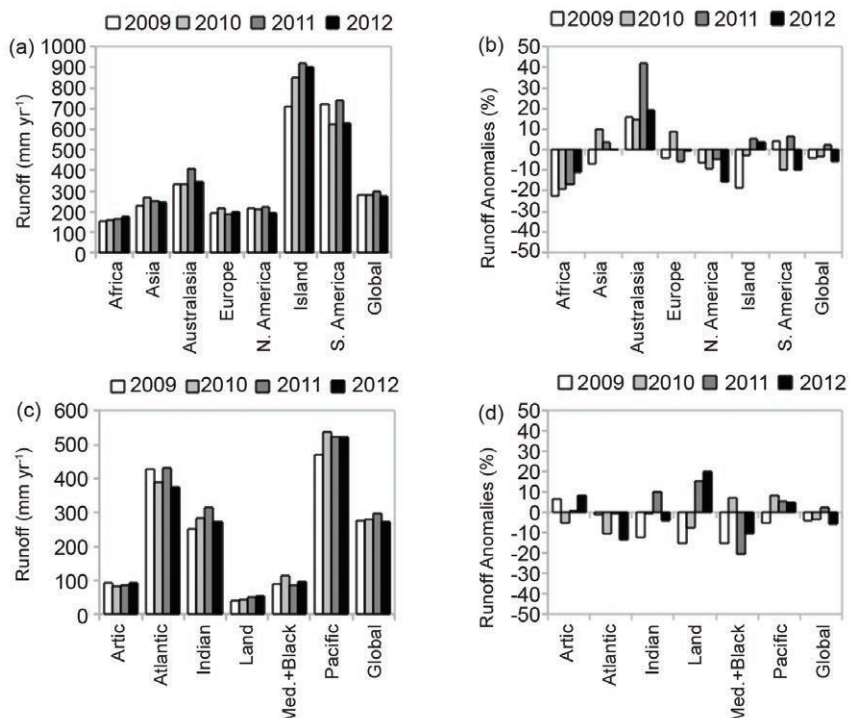 (a)
2009 2010 2011 2012
Runoff (mm yr-1)
1000
900
800
700
600
500
400
300
200
100
0
Africa
Asia
Australasia
Europe
N. America
Island
S. America
Global
(b)
2009 2010 2011 2012
Runoff Anomalies (%)
50
40
30
20
10
0
-10
-20
-30
-40
-50
Africa
Asia
Australasia
Europe
N. America
Island
S. America
Global
(c)
2009 2010 2011 2012
Runoff (mm yr-1)
600
500
400
300
200
100
0
Artic
Atlantic
Indian
Land
Med.+Black
Pacific
Global
(d)
2009 2010 2011 2012
Runoff Anomalies (%)
50
40
30
20
10
0
-10
-20
-30
-40
-50
Artic
Atlantic
Indian
Land
Med.+Black
Pacific
Global